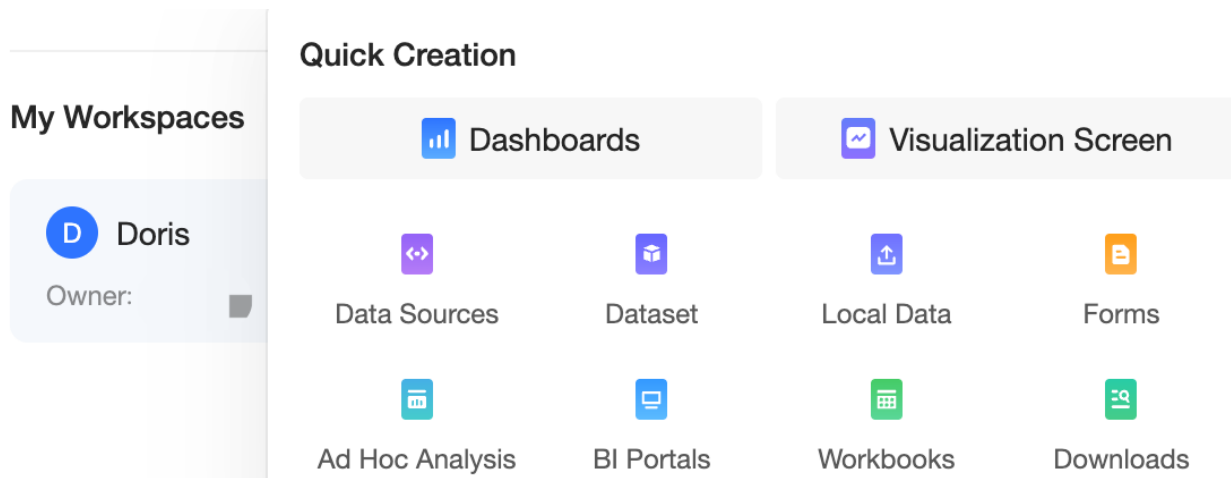 My Workspaces
D Doris
Owner:
Quick Creation
Dashboards
Visualization Screen
Data Sources
Dataset
Local Data
Forms
Ad Hoc Analysis
BI Portals
Workbooks
Downloads